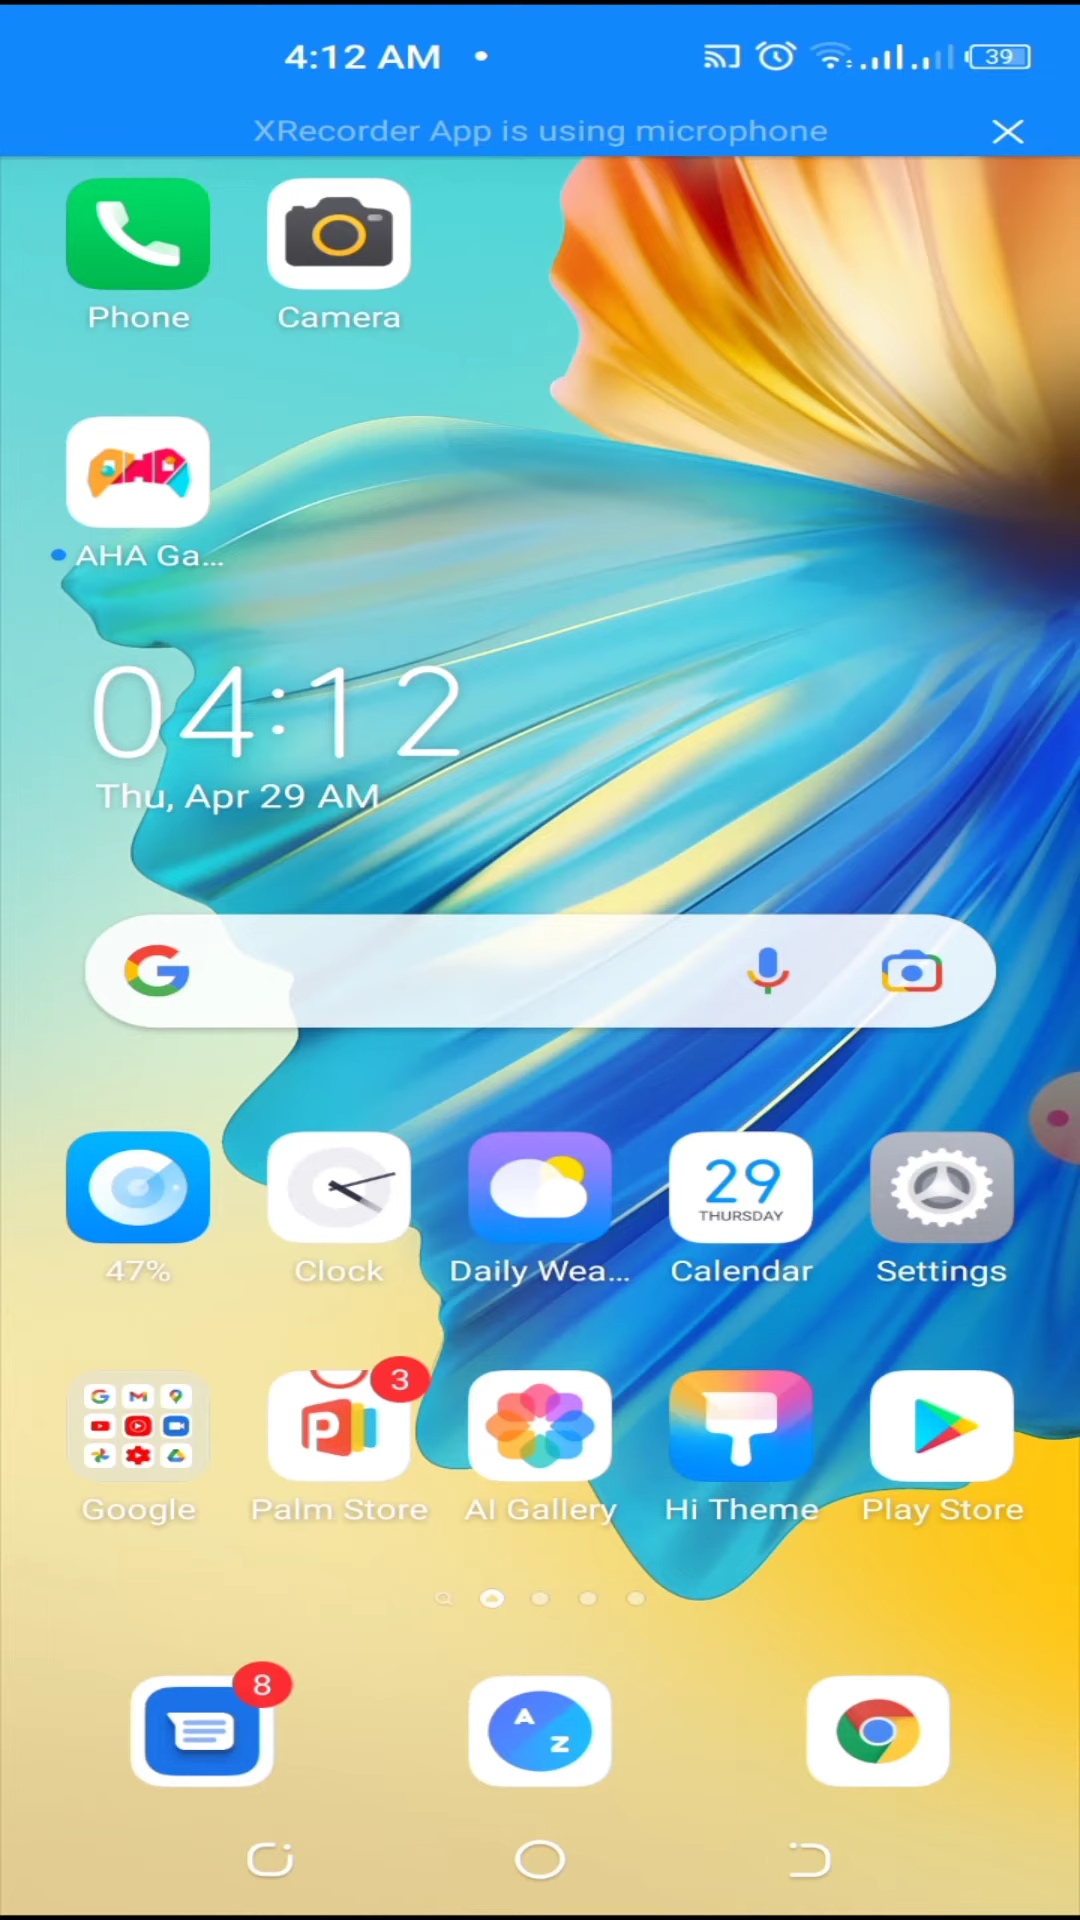 4:12 AM
39
XRecorder App is using microphone
Phone
Camera
AHA
AHA Ga...
04:12
Thu, Apr 29 AM
G
29
THURSDAY
47%
Clock
Daily Wea...
Calendar
Settings
3
P
Google
Palm Store
AI Gallery
Hi Theme
Play Store
8
A
Z